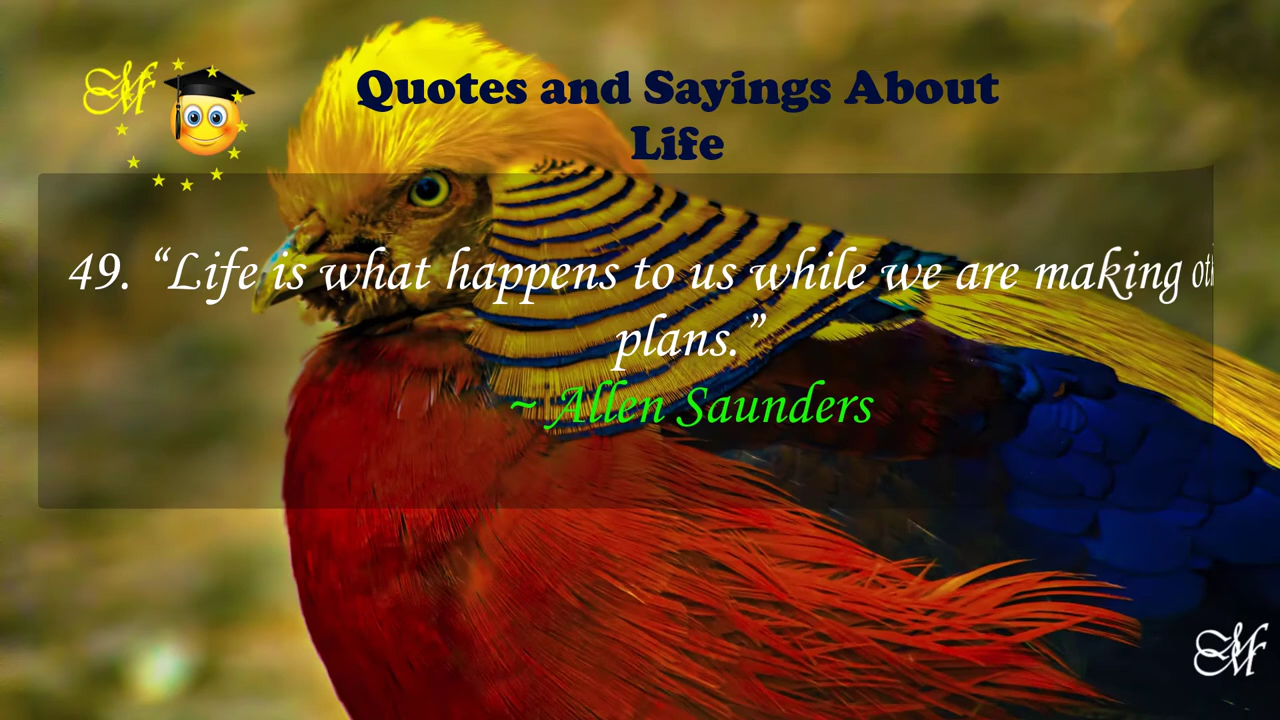 Quotes and Sayings About
Life
49. “Life is what happens to us while we are making
plans.”
~ Allen Saunders
M
M